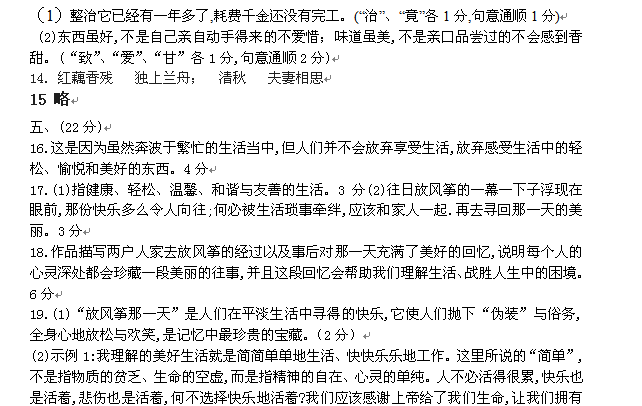 （1）整治它已经有一年多了,耗费千金还没有完工。(“治”、“竟”各 1 分,句意通顺 1 分)
(2)东西虽好,不是自己亲自动手得来的不爱惜；味道虽美,不是亲口品尝过的不会感到香
甜。(“致”、“爱”、“甘”各 1 分,句意通顺 2 分)
14. 红藕香残　独上兰舟；　清秋　夫妻相思
15 略
五、(22 分)
16.这是因为虽然奔波于繁忙的生活当中,但人们并不会放弃享受生活,放弃感受生活中的轻
松、愉悦和美好的东西。4 分
17.(1)指健康、轻松、温馨、和谐与友善的生活。3 分(2)往日放风筝的一幕一下子浮现在
眼前,那份快乐多么令人向往;何必被生活琐事牵绊,应该和家人一起.再去寻回那一天的美
丽。3分
18.作品描写两户人家去放风筝的经过以及事后对那一天充满了美好的回忆,说明每个人的
心灵深处都会珍藏一段美丽的往事,并且这段回忆会帮助我们理解生活、战胜人生中的困境。
6 分
19.(1)“放风筝那一天”是人们在平淡生活中寻得的快乐,它使人们抛下“伪装”与俗务,
全身心地放松与欢笑,是记忆中最珍贵的宝藏。(2 分)
(2)示例 1:我理解的美好生活就是简简单单地生活、快快乐乐地工作。这里所说的“简单”,
不是指物质的贫乏、生命的空虚,而是指精神的自在、心灵的单纯。人不必活得很累,快乐也
是活着,悲伤也是活着,何不选择快乐地活着?我们应该感谢上帝给了我们生命,让我们拥有